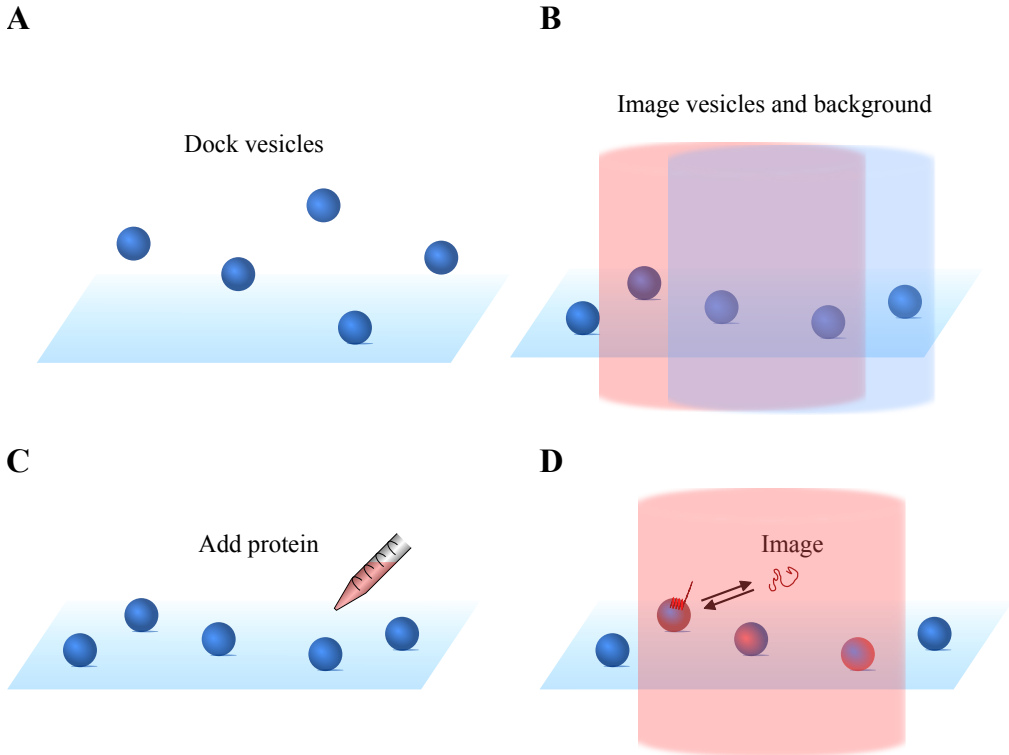 A
Dock vesicles
B
Image vesicles and background
C
Add protein
D
Image